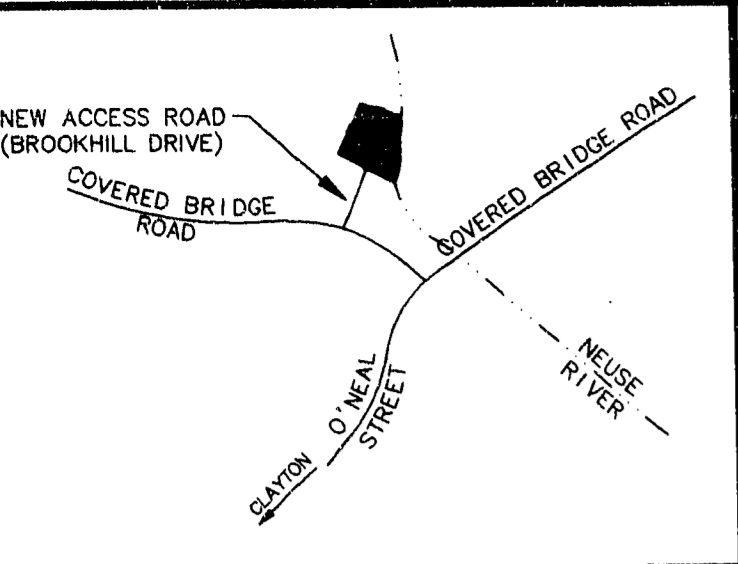 NEW ACCESS ROAD
(BROOKHILL DRIVE)
COVERED BRIDGE
ROAD
COVERED BRIDGE ROAD
NEUSE
RIVER
O'NEAL
STREET
CLAYTON